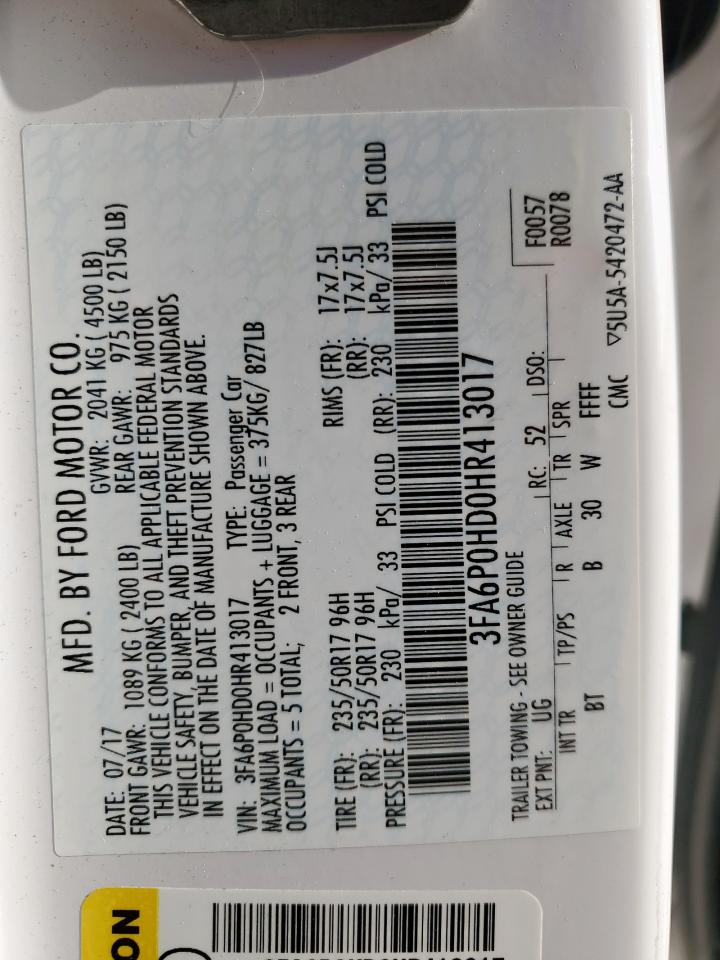 MFD. BY FORD MOTOR CO.
DATE: 07/17 GVWR: 2041 KG ( 4500 LB)
FRONT GAWR: 1089 KG ( 2400 LB) REAR GAWR: 975 KG ( 2150 LB)
THIS VEHICLE CONFORMS TO ALL APPLICABLE FEDERAL MOTOR
VEHICLE SAFETY, BUMPER, AND THEFT PREVENTION STANDARDS
IN EFFECT ON THE DATE OF MANUFACTURE SHOWN ABOVE.
VIN: 3FA6P0HD0HR413017 TYPE: Passenger Car
MAXIMUM LOAD = OCCUPANTS + LUGGAGE = 375KG/ 827LB
OCCUPANTS = 5 TOTAL; 2 FRONT, 3 REAR
TIRE (FR): 235/50R17 96H RIMS (FR): 17x7.5J
(RR): 235/50R17 96H (RR): 17x7.5J
PRESSURE (FR): 230 kPa/ 33 PSI COLD (RR): 230 kPa/ 33 PSI COLD
3FA6P0HD0HR413017
TRAILER TOWING - SEE OWNER GUIDE F0057
EXT PNT: UG RC: 52 DSO: R0078
INT TR TP/PS R AXLE TR SPR
BT B 30 W FFFF
CMC ▽5U5A-5420472-AA
ON